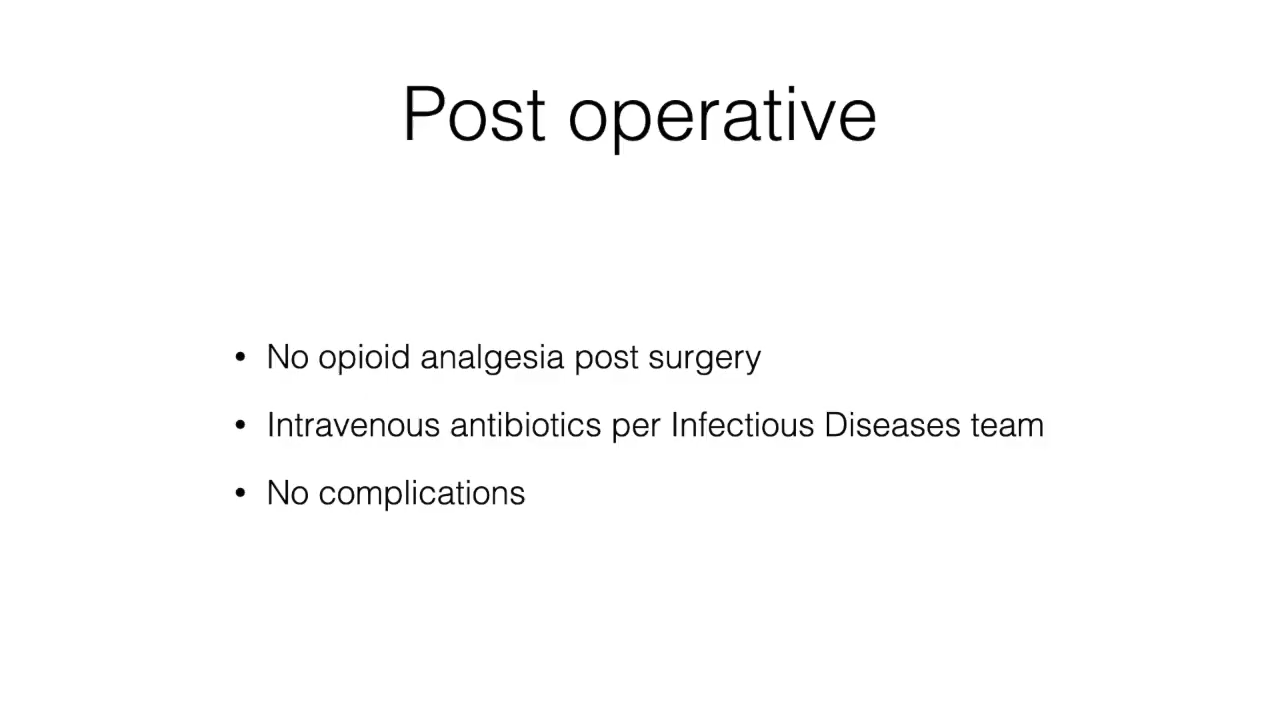 Post operative
• No opioid analgesia post surgery
• Intravenous antibiotics per Infectious Diseases team
• No complications